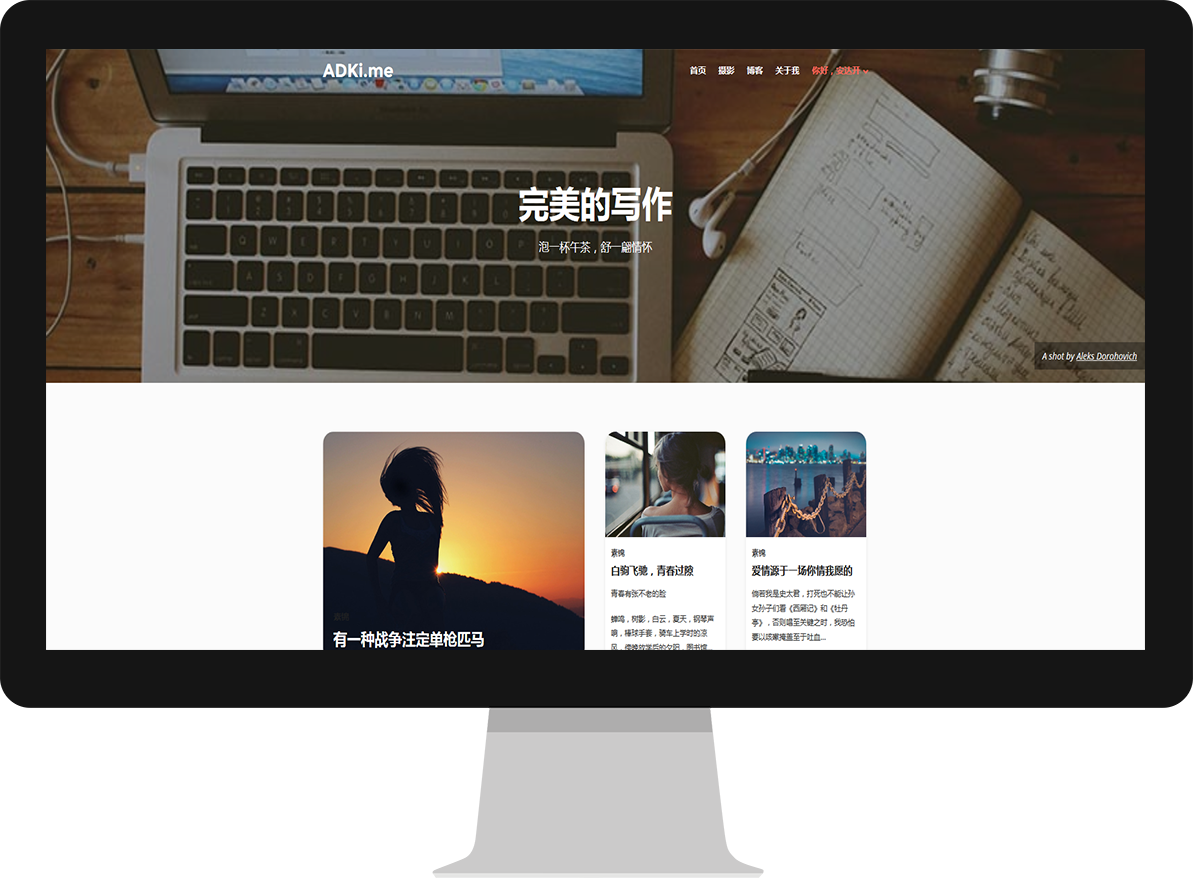 ADKi.me
首页 摄影 博客 关于我 你好，安达开
完美的写作
泡一杯午茶，舒一翩情怀
A shot by Aleks Dorohovich
有一种战争注定单枪匹马
素锦
白驹飞驰，青春过隙
青春有张不老的脸
蝉鸣，树影，白云，夏天，钢琴声
响，棒球手套，骑车上学时的凉
风，傍晚放学后的夕阳，图书馆...
素锦
爱情源于一场你情我愿的
倘若我是史太君，打死也不能让孙
女孙子们看《西厢记》和《牡丹
亭》，否则唱至关键之时，我恐怕
要以咳嗽掩盖至于吐血...